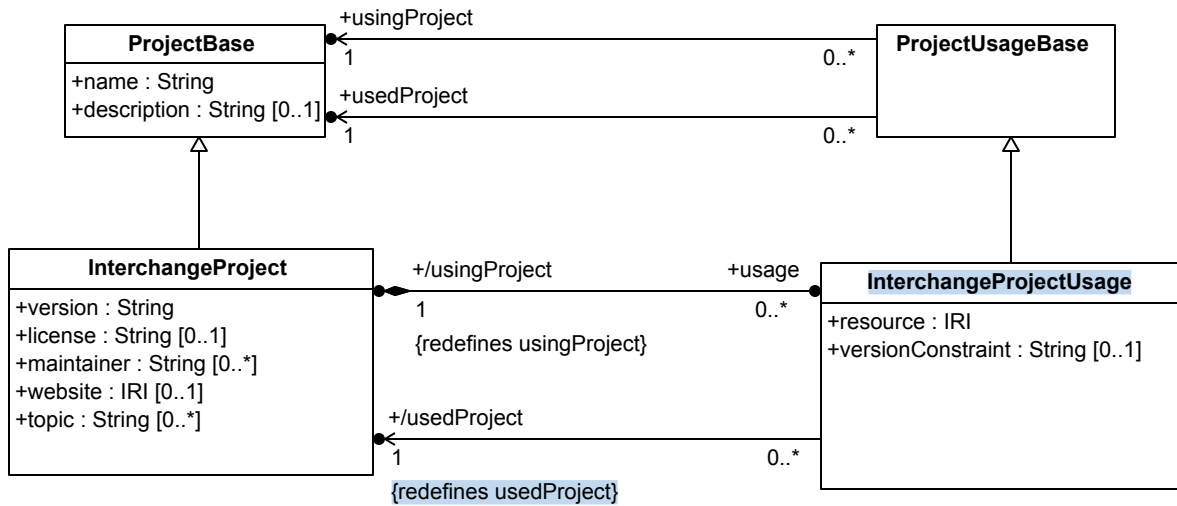 +usingProject
ProjectBase
ProjectUsageBase
1
0..*
+name : String
+description : String [0..1]
+usedProject
1
0..*
InterchangeProject
+/usingProject
+usage
InterchangeProjectUsage
+version : String
+license : String [0..1]
+maintainer : String [0..*]
+website : IRI [0..1]
+topic : String [0..*]
1
0..*
{redefines usingProject}
+resource : IRI
+versionConstraint : String [0..1]
+/usedProject
1
0..*
{redefines usedProject}